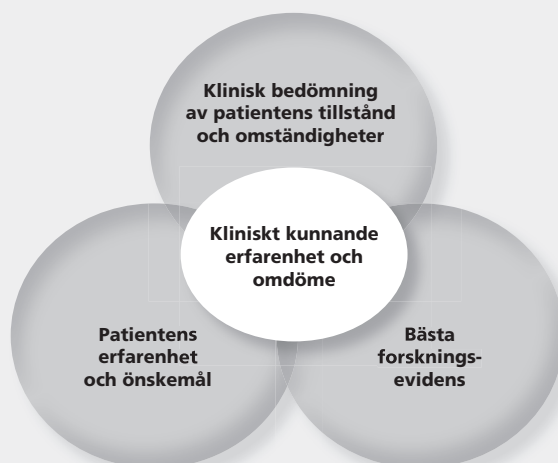 Klinisk bedömning
av patientens tillstånd
och omständigheter
Kliniskt kunnande
erfarenhet och
omdöme
Patientens
erfarenhet
och önskemål
Bästa
forsknings-
evidens